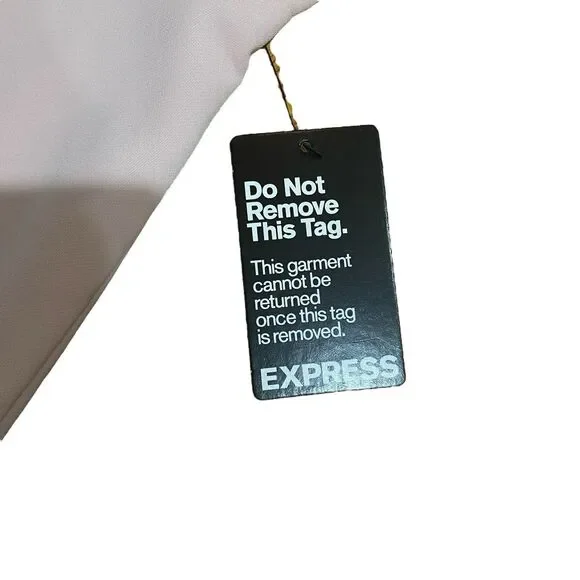 Do Not
Remove
This Tag.
This garment
cannot be
returned
once this tag
is removed.
EXPRESS